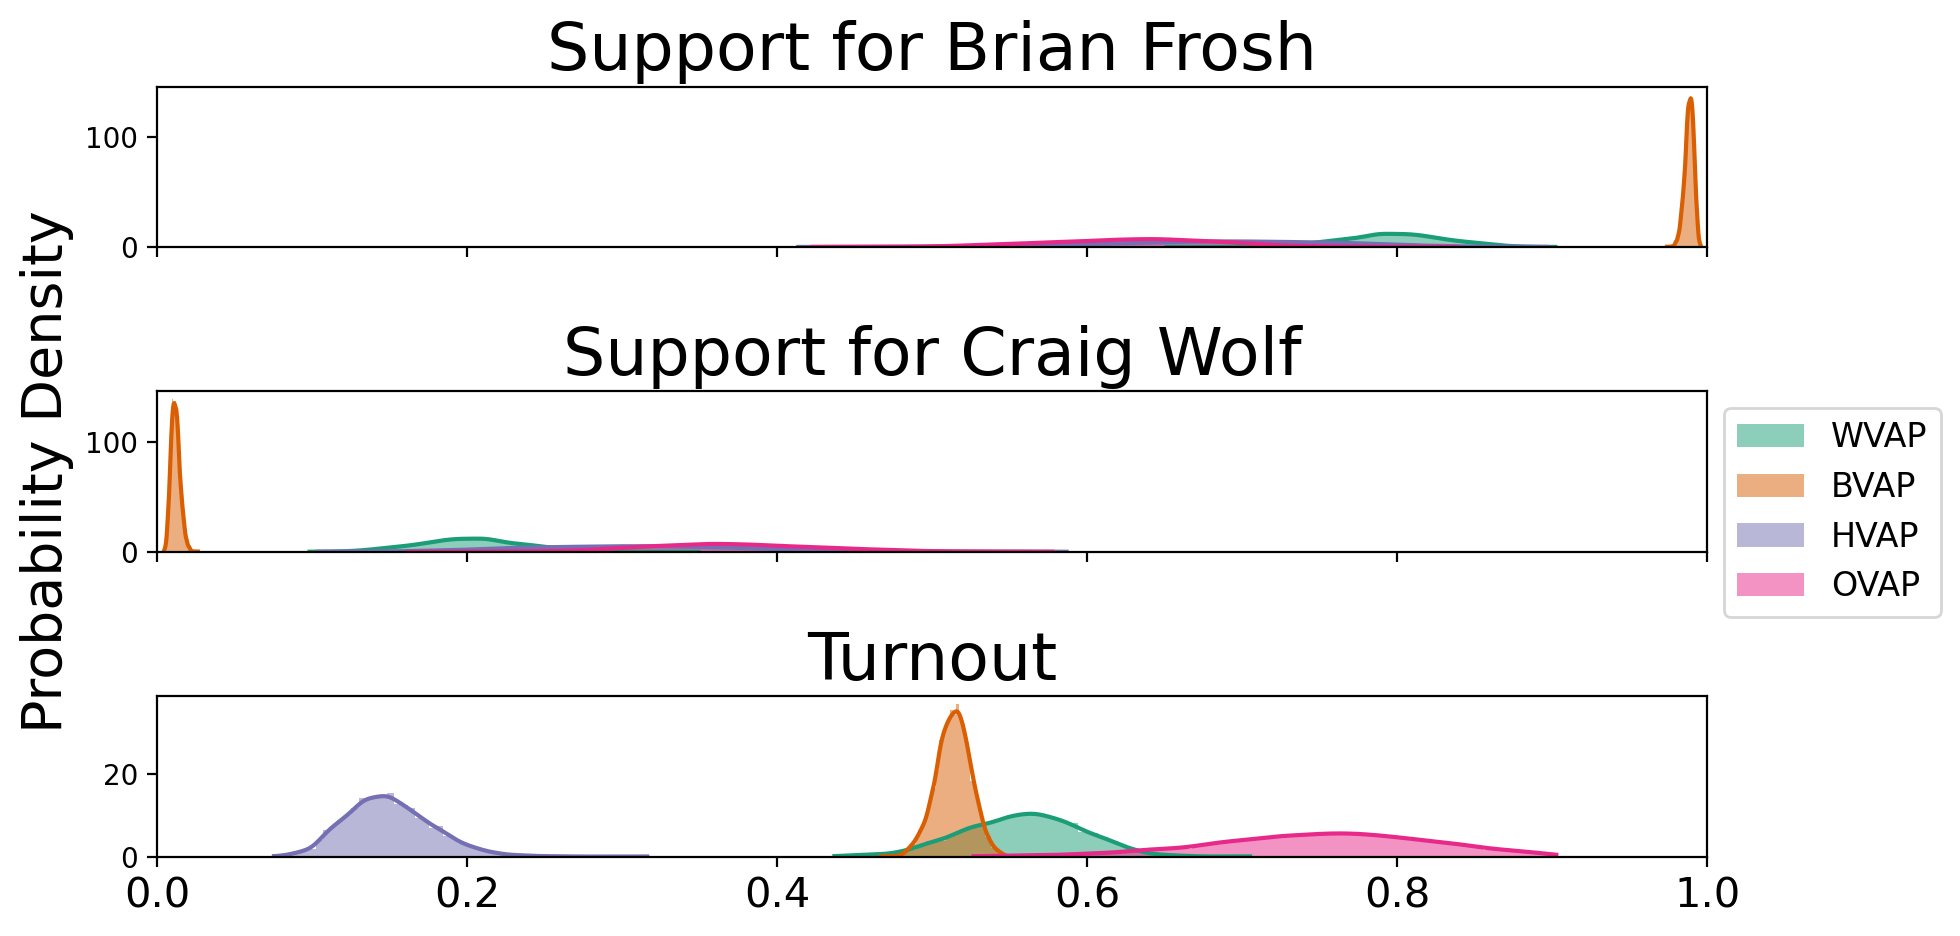 Support for Brian Frosh
100
0
Support for Craig Wolf
100
0
Probability Density
WVAP
BVAP
HVAP
OVAP
Turnout
20
0
0.0 0.2 0.4 0.6 0.8 1.0